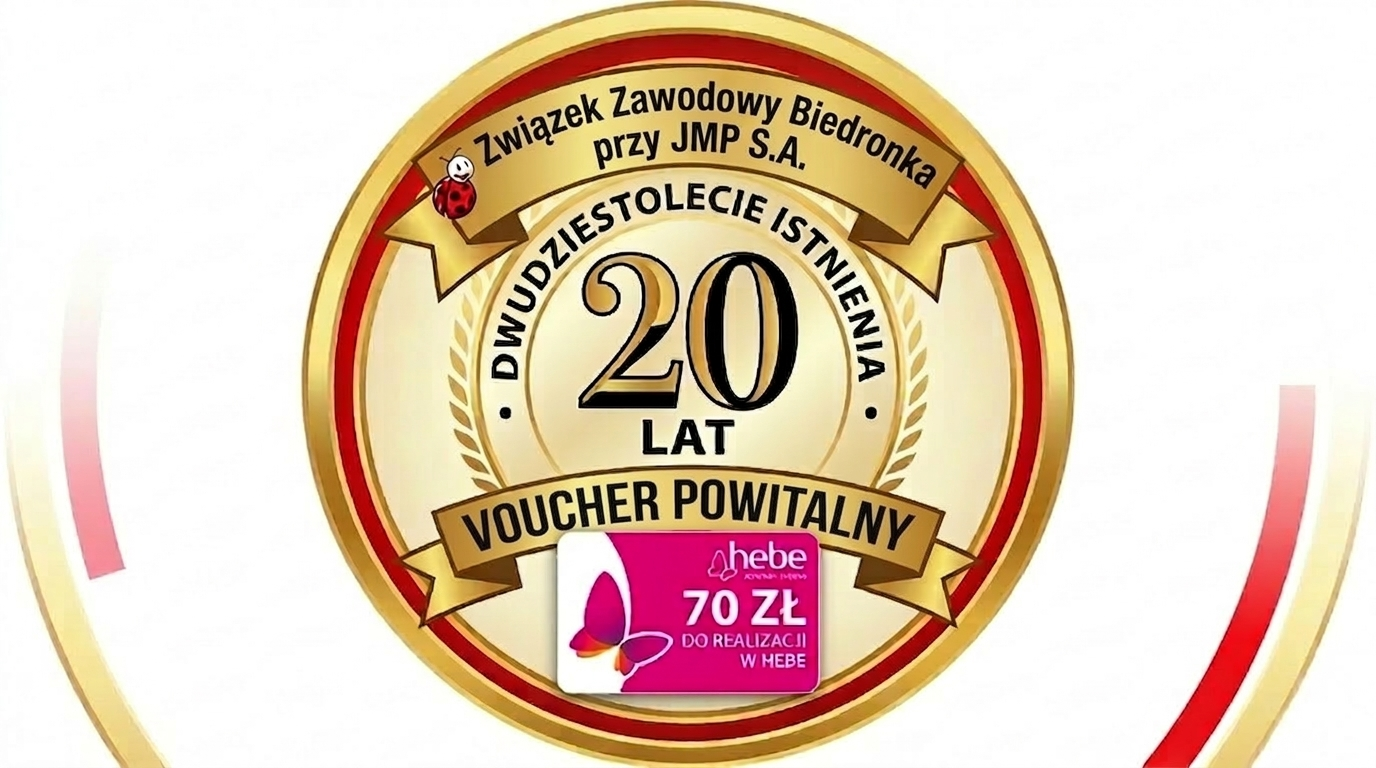 Związek Zawodowy Biedronka
przy JMP S.A.
• DWUDZIESTOLECIE ISTNIENIA •
20
LAT
VOUCHER POWITALNY
hebe
70 ZŁ
DO REALIZACJI
W HEBE